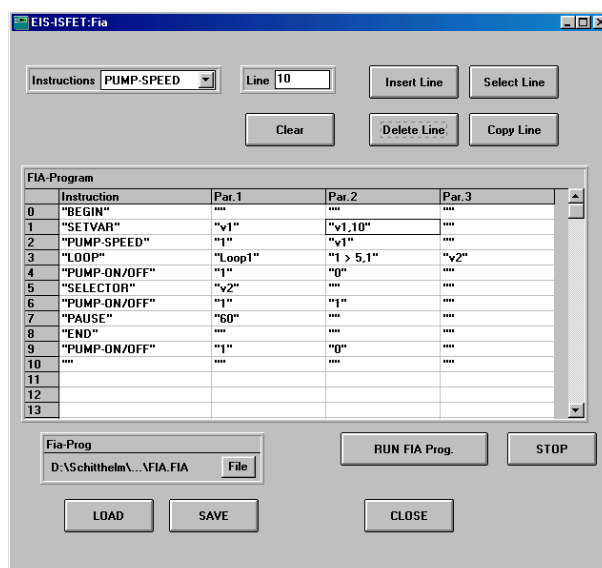 EIS-ISFET:Fia
Instructions PUMP-SPEED Line 10 Insert Line Select Line
Clear Delete Line Copy Line
FIA-Program
Instruction Par.1 Par.2 Par.3
0 "BEGIN" "" "" ""
1 "SETVAR" "v1" "v1,10" ""
2 "PUMP-SPEED" "1" "v1" ""
3 "LOOP" "Loop1" "1 > 5,1" "v2"
4 "PUMP-ON/OFF" "1" "0" ""
5 "SELECTOR" "v2" "" ""
6 "PUMP-ON/OFF" "1" "1" ""
7 "PAUSE" "60" "" ""
8 "END" "" "" ""
9 "PUMP-ON/OFF" "1" "0" ""
10 "" "" "" ""
11
12
13
Fia-Prog
D:\Schitthelm\...\FIA.FIA File
RUN FIA Prog. STOP
LOAD SAVE CLOSE